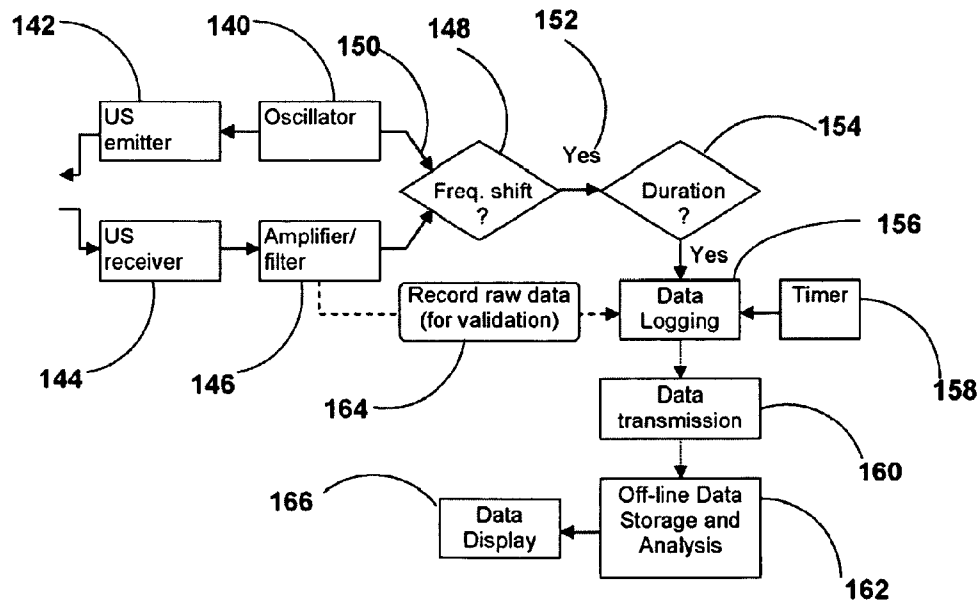 142
140
150
148
152
154
US
emitter
Oscillator
Yes
Freq. shift
?
Duration
?
US
receiver
Amplifier/
filter
Yes
156
Record raw data
(for validation)
Data
Logging
Timer
144
146
164
158
Data
transmission
160
166
Data
Display
Off-line Data
Storage and
Analysis
162